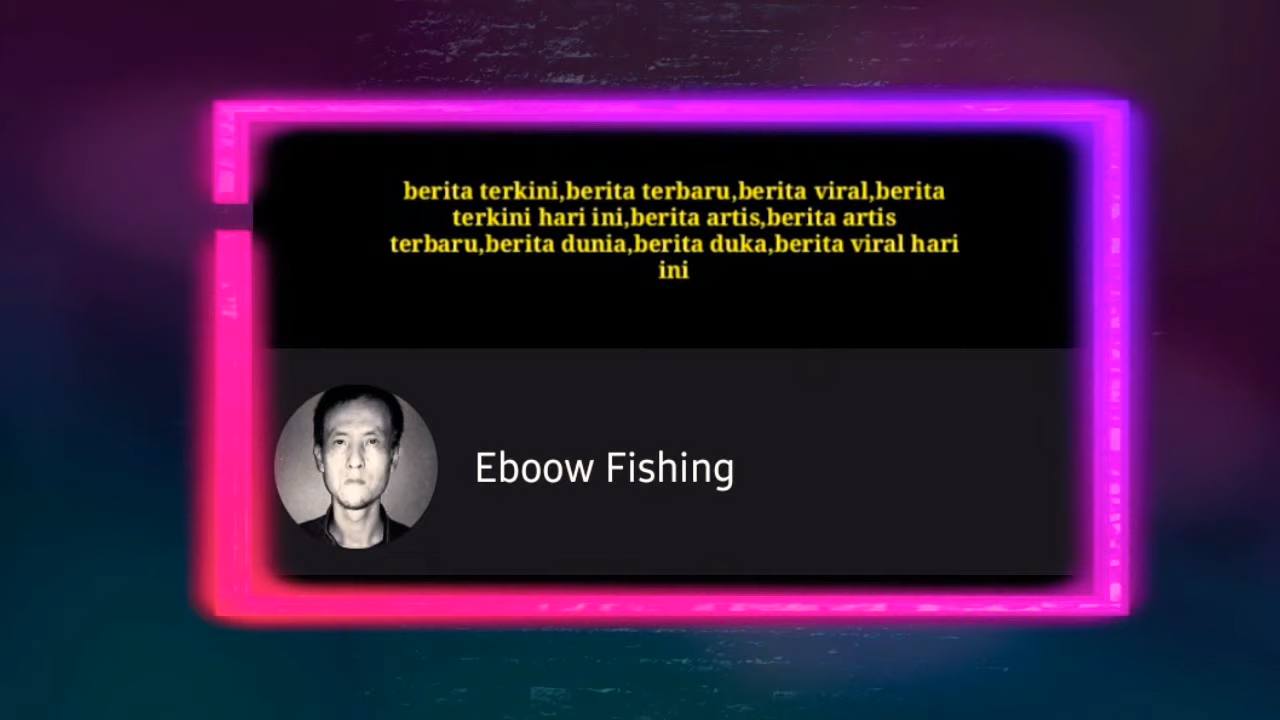 berita terkini,berita terbaru,berita viral,berita
terkini hari ini,berita artis,berita artis
terbaru,berita dunia,berita duka,berita viral hari
ini
Eboow Fishing